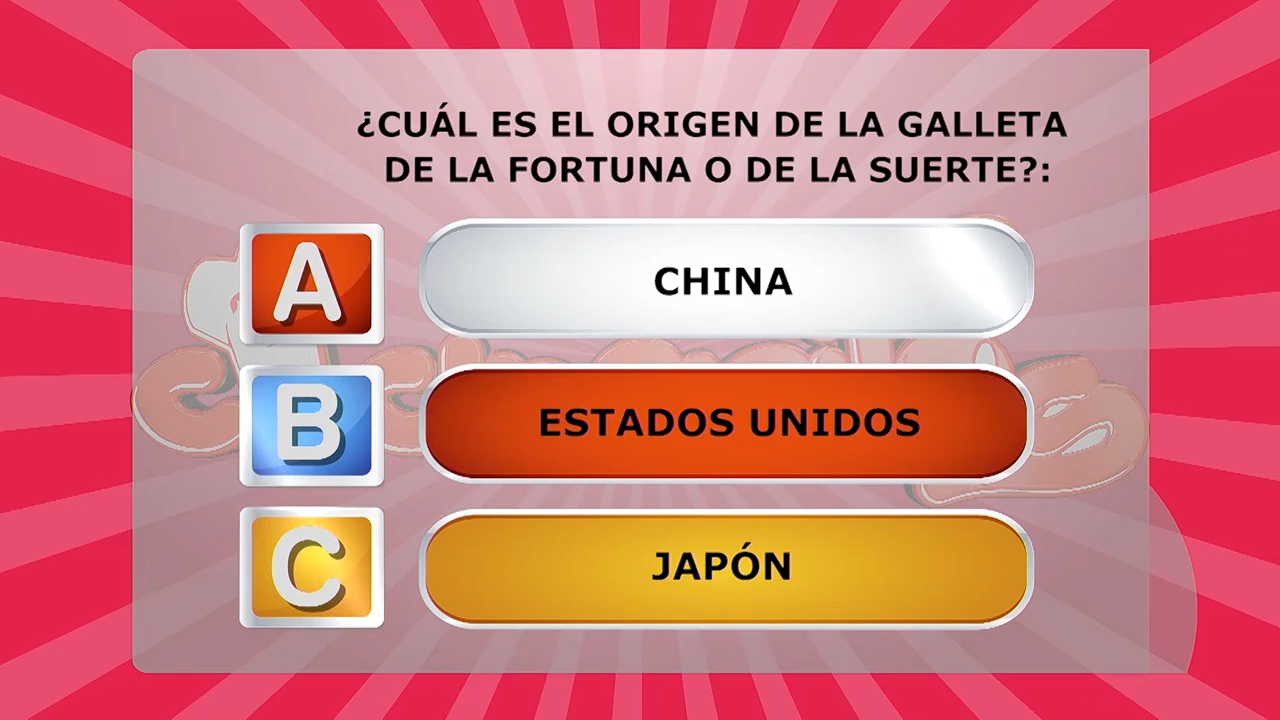 ¿CUÁL ES EL ORIGEN DE LA GALLETA
DE LA FORTUNA O DE LA SUERTE?:
A CHINA
B ESTADOS UNIDOS
C JAPÓN